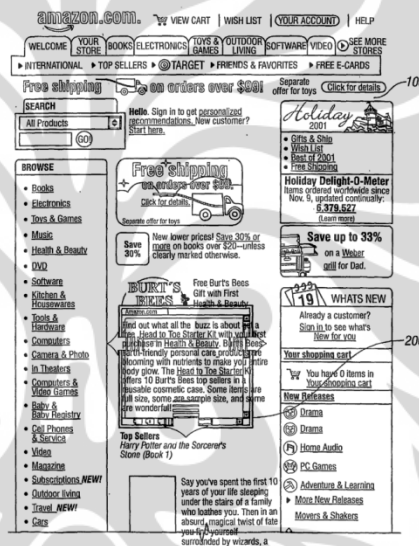 amazon.com. VIEW CART | WISH LIST | YOUR ACCOUNT | HELP
WELCOME YOUR STORE BOOKS ELECTRONICS TOYS & GAMES OUTDOOR LIVING SOFTWARE VIDEO SEE MORE STORES
INTERNATIONAL TOP SELLERS TARGET FRIENDS & FAVORITES FREE E-CARDS
Free shipping on orders over $99! Separate offer for toys Click for details
10
SEARCH
All Products
GO!
Hello. Sign in to get personalized
recommendations. New customer?
Start here.
Holiday
2001
• Gifts & Ship
• Wish List
• Best of 2001
• Free Shipping
Holiday Delight-O-Meter
Items ordered worldwide since
Nov. 9, updated continually:
6,379,527
(Learn more)
BROWSE
• Books
• Electronics
• Toys & Games
• Music
• Health & Beauty
• DVD
• Software
• Kitchen &
Housewares
• Tools &
Hardware
• Computers
• Camera & Photo
• In Theaters
• Computers &
Video Games
• Baby &
Baby Registry
• Cell Phones
& Service
• Video
• Magazine
• Subscriptions NEW!
• Outdoor living
• Travel NEW!
• Cars
Free shipping
on orders over $99.
Click for details.
Separate offer for toys
Save
30%
New lower prices! Save 30% or
more on books over $20--unless
clearly marked otherwise.
Save up to 33%
on a Weber
grill for Dad.
BURT'S
BEES
Free Burt's Bees
Gift with First
Health & Beauty
Amazon.com
find out what all the buzz is about
free Head to Toe Starter Kit with your first
purchase in Health & Beauty. Burt's Bees
earth-friendly personal care products are
blooming with nutrients to make you entire
body glow. The Head to Toe Starter Kit
offers 10 Burt's Bees top sellers in a
reusable cosmetic case. Some items are
full size, some are sample size, and some
are wonderful!
19 WHATS NEW
Already a customer?
Sign in to see what's
New for you
Your shopping cart
You have 0 items in
Your shopping cart
200
New Releases
Drama
Drama
Home Audio
PC Games
Adventure & Learning
More New Releases
Movers & Shakers
Top Sellers
Harry Potter and the Sorcerer's
Stone (Book 1)
Say you've spent the first 10
years of your life sleeping
under the stairs of a family
who loathes you. Then in an
absurd, magical twist of fate
you find yourself
surrounded by wizards, a